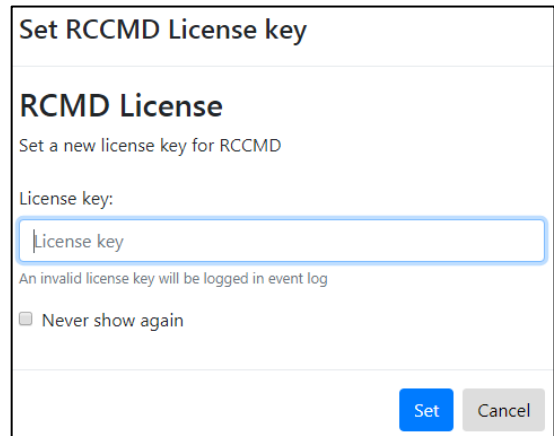 Set RCCMD License key
RCMD License
Set a new license key for RCCMD
License key:
License key
An invalid license key will be logged in event log
Never show again
Set
Cancel